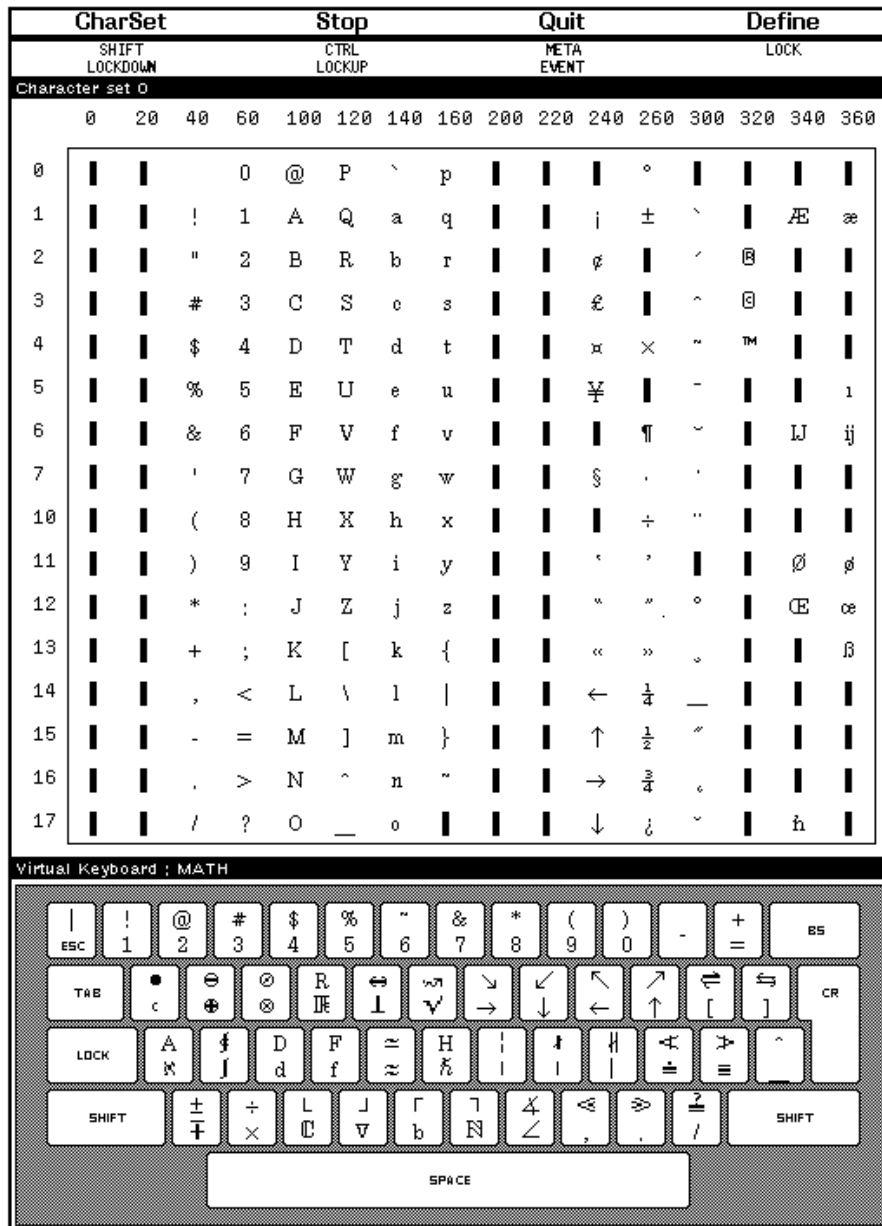 CharSet Stop Quit Define
SHIFT CTRL META LOCK
LOCKDOWN LOCKUP EVENT
Character set 0
0 20 40 60 100 120 140 160 200 220 240 260 300 320 340 360
0 0 @ P ` p °
1 ! 1 A Q a q ¡ ± ` Æ æ
2 " 2 B R b r ¢ ´ ®
3 # 3 C S c s £ ^ ©
4 $ 4 D T d t ¤ × ~ ™
5 % 5 E U e u ¥ ¯ ı
6 & 6 F V f v ¶ ˘ IJ ij
7 ' 7 G W g w § · ˙
10 ( 8 H X h x ÷ ¨
11 ) 9 I Y i y ‘ ’ Ø ø
12 * : J Z j z “ ” ° Œ œ
13 + ; K [ k { « » ¸ ß
14 , < L \ l | ← ¼ _
15 - = M ] m } ↑ ½ ˝
16 . > N ^ n ~ → ¾ ˛
17 / ? O _ o ↓ ¿ ˇ ŉ
Virtual Keyboard : MATH
| ! @ # $ % ~ & * ( ) +
ESC 1 2 3 4 5 6 7 8 9 0 - = BS
● ⊖ ⊘ R ⇔ ↘ ↙ ↖ ↗ ⇌ ⇆
TAB c ⊕ ⊗ ⊥ √ → ↓ ← ↑ [ ] CR
A ∮ D F ≃ H ¦ ∦ ∢ ^
LOCK ∫ d f ≈ ℏ | | | ≐ ≡ _
± ÷ └ ┘ ┌ ┐ ∡ ⋜ ⋝ ≟
SHIFT ∓ × ℂ ∇ b ℕ ∠ , . / SHIFT
SPACE